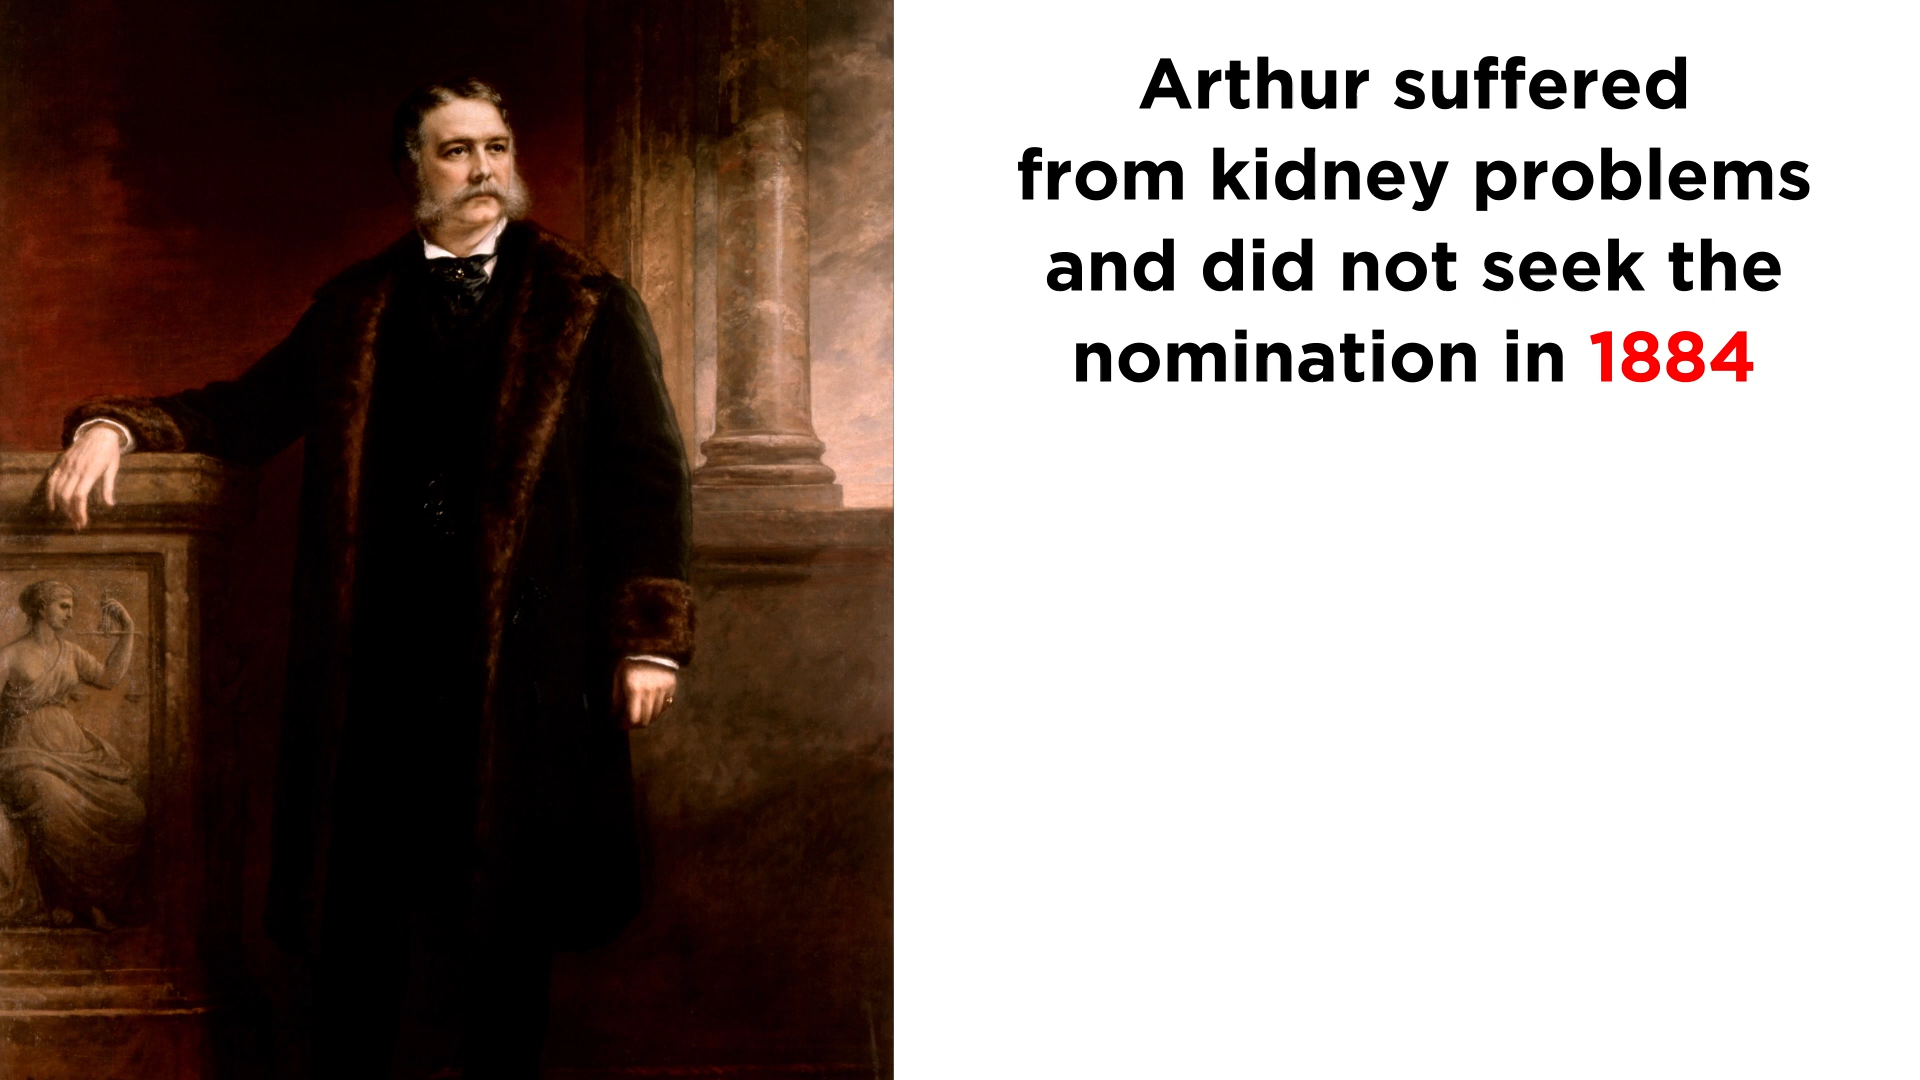 Arthur suffered
from kidney problems
and did not seek the
nomination in 1884